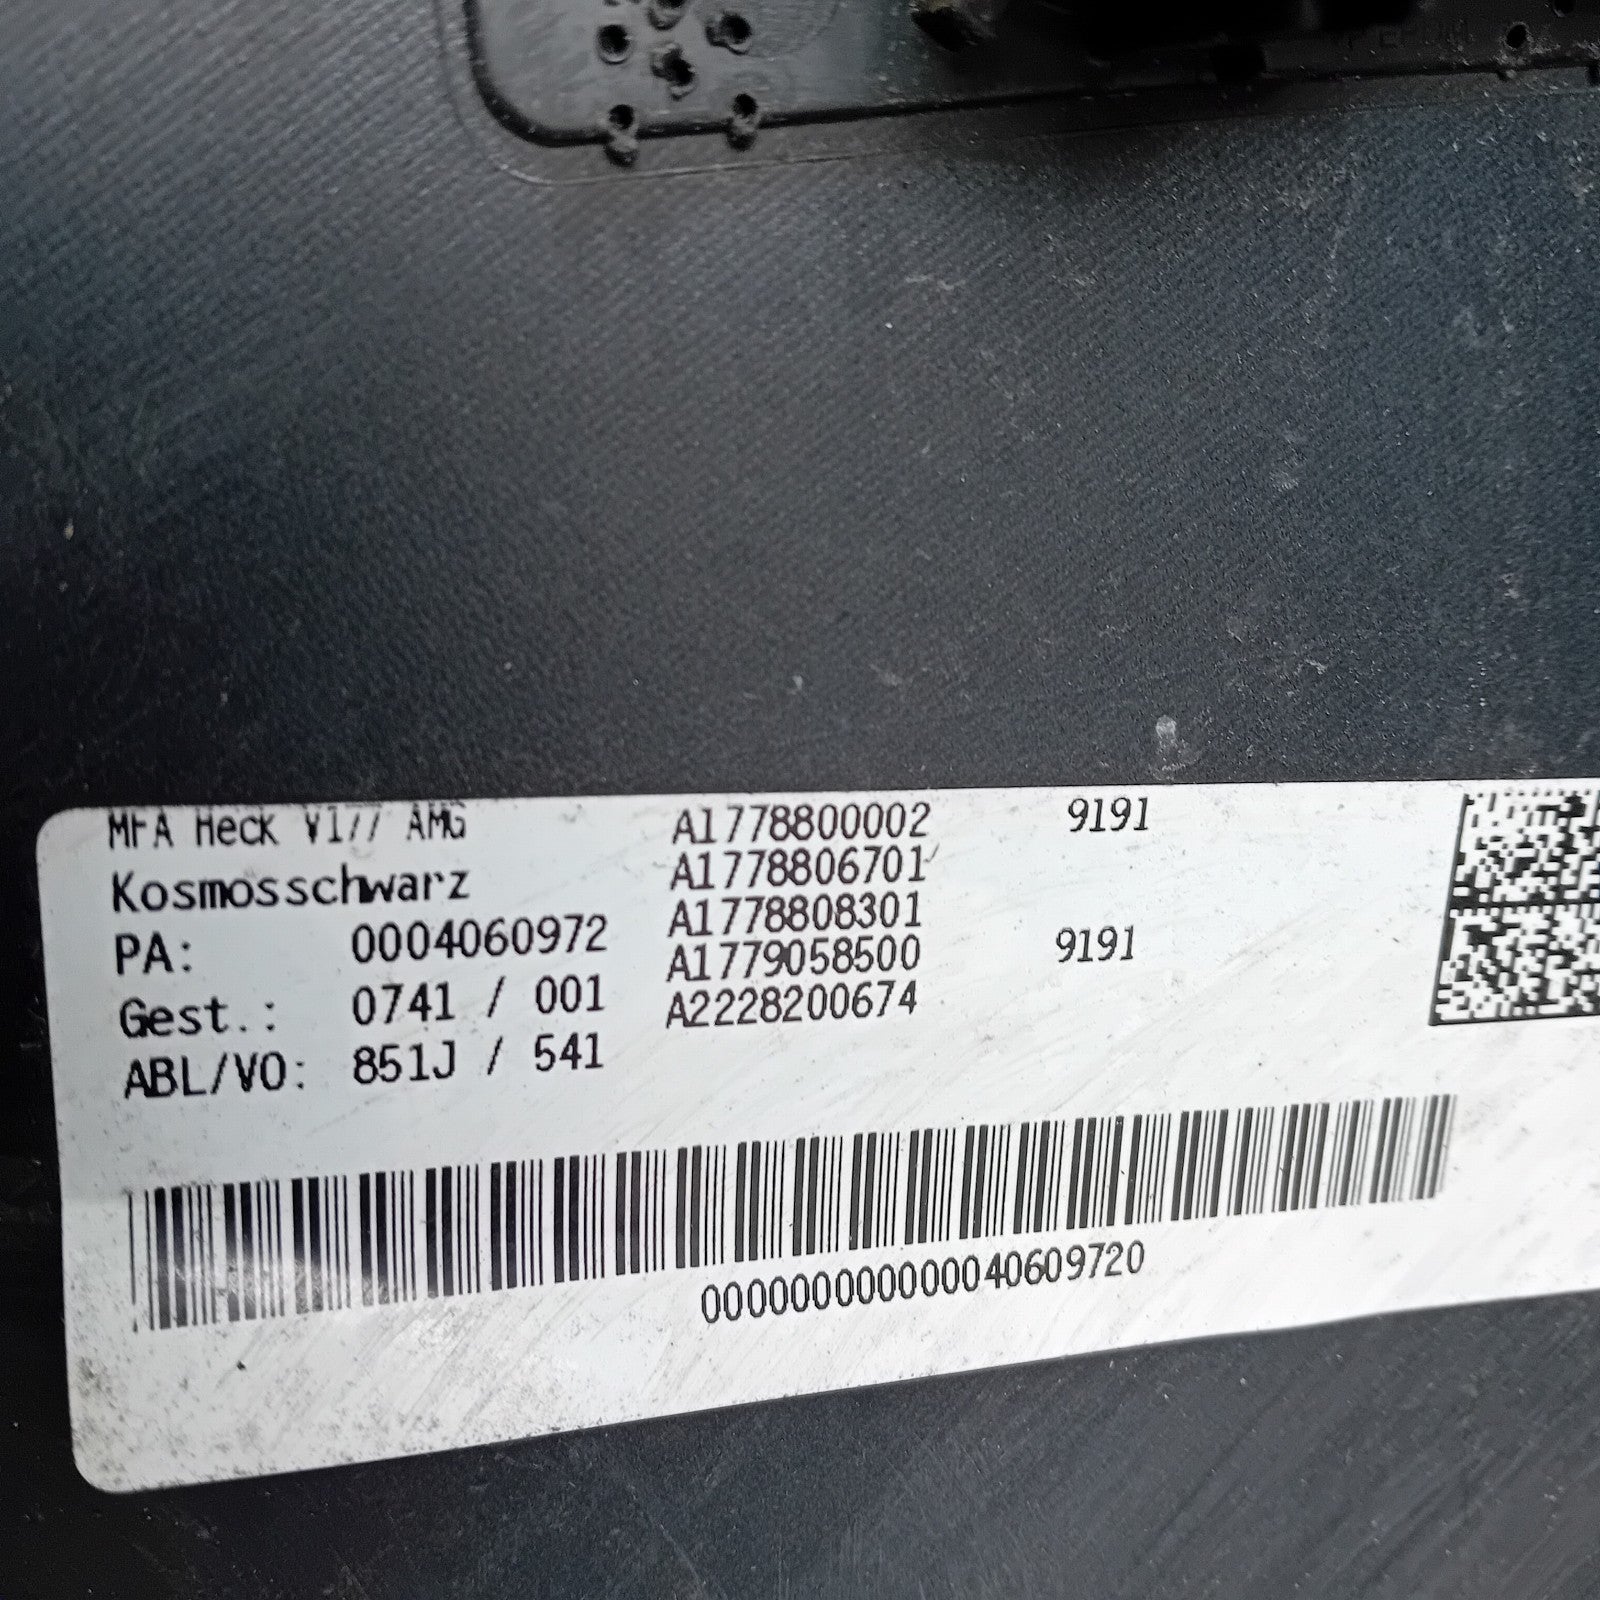 MFA Heck V177 AMG A1778800002 9191
Kosmosschwarz A1778806701
A1778808301
PA: 0004060972 A1779058500 9191
Gest.: 0741 / 001 A2228200674
ABL/VO: 851J / 541
00000000000040609720